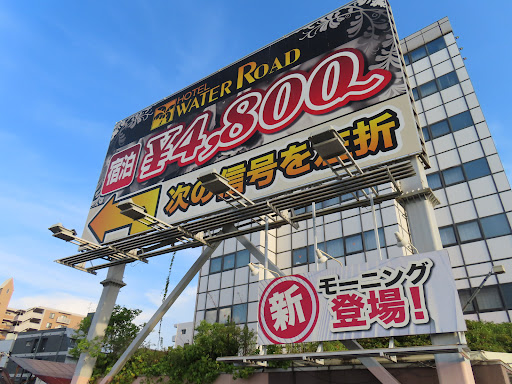 HOTEL
WATER ROAD
宿泊 ¥4,800
次の信号を左折
新 モーニング
登場!